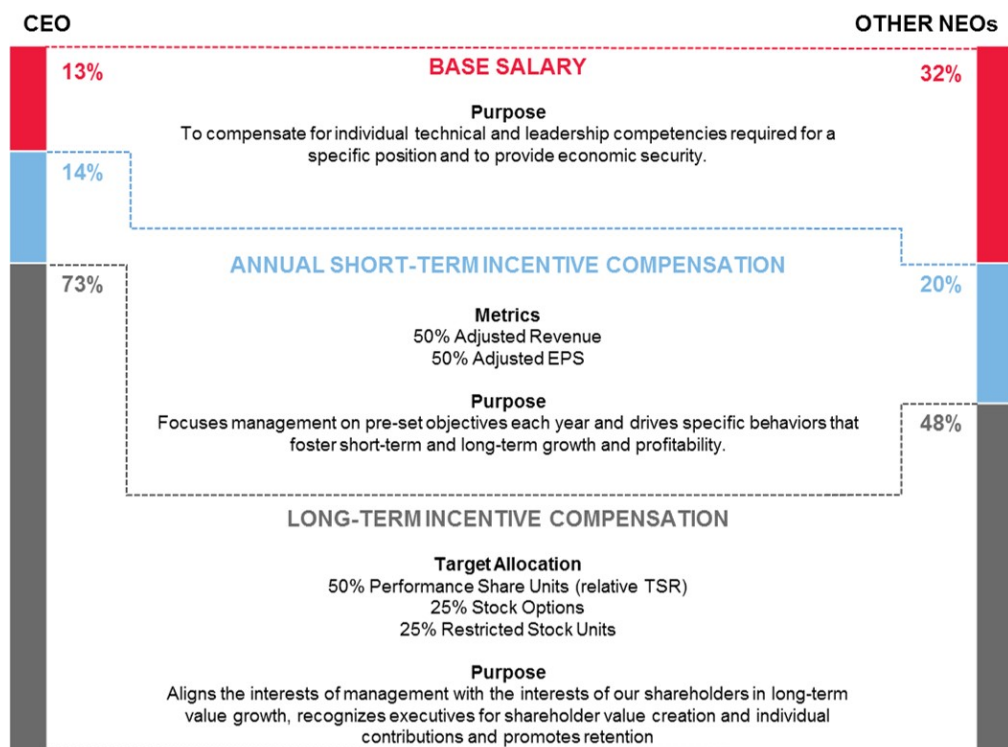 CEO
OTHER NEOs
13%
BASE SALARY
32%
Purpose
To compensate for individual technical and leadership competencies required for a
specific position and to provide economic security.
14%
ANNUAL SHORT-TERM INCENTIVE COMPENSATION
73%
20%
Metrics
50% Adjusted Revenue
50% Adjusted EPS
Purpose
Focuses management on pre-set objectives each year and drives specific behaviors that
foster short-term and long-term growth and profitability.
48%
LONG-TERM INCENTIVE COMPENSATION
Target Allocation
50% Performance Share Units (relative TSR)
25% Stock Options
25% Restricted Stock Units
Purpose
Aligns the interests of management with the interests of our shareholders in long-term
value growth, recognizes executives for shareholder value creation and individual
contributions and promotes retention